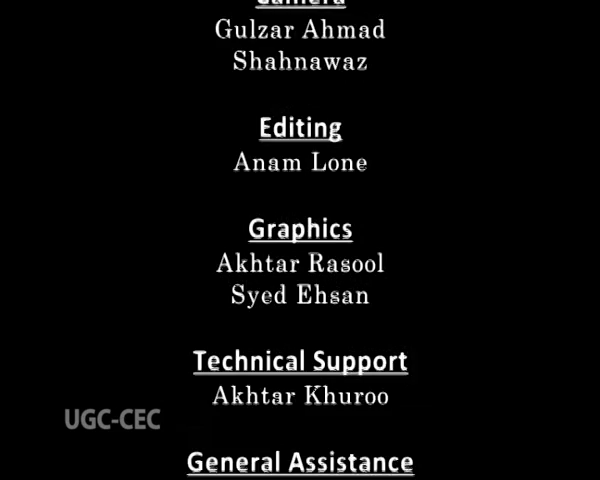 Camera
Gulzar Ahmad
Shahnawaz
Editing
Anam Lone
Graphics
Akhtar Rasool
Syed Ehsan
Technical Support
Akhtar Khuroo
UGC-CEC
General Assistance